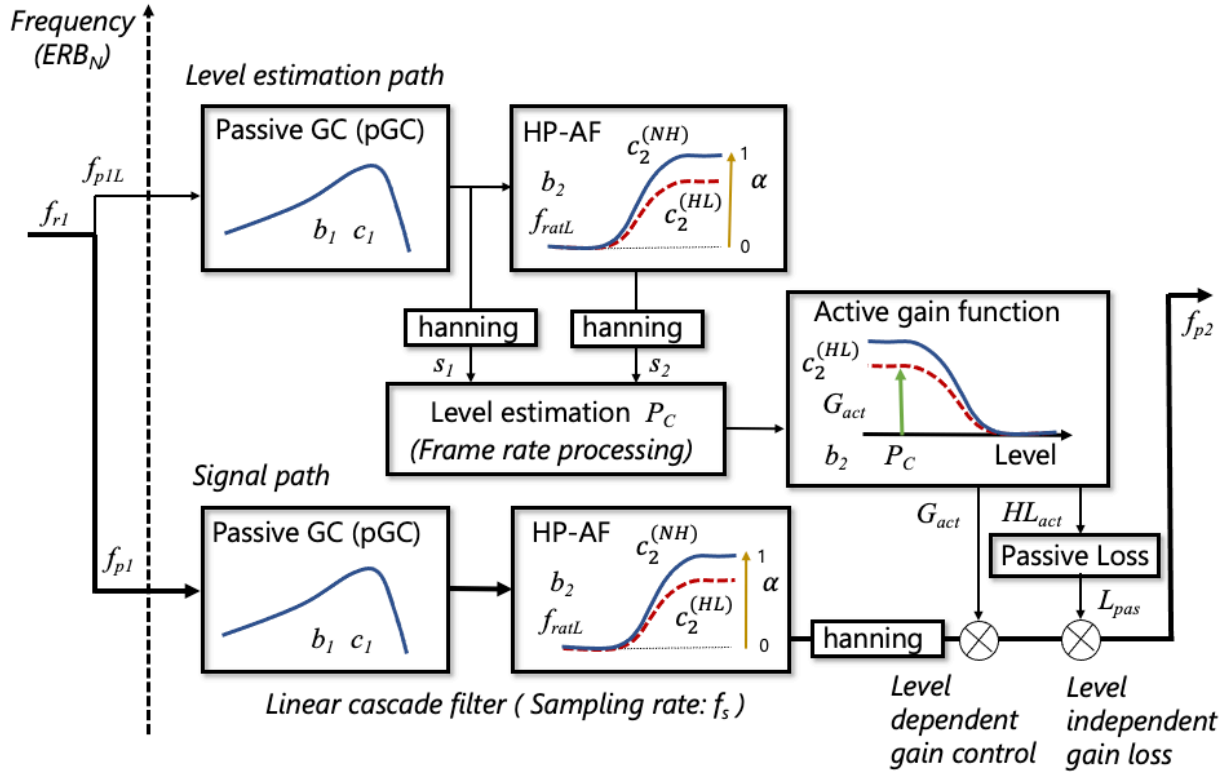 Frequency
(ERB_N)
Level estimation path
Passive GC (pGC)
b_1 c_1
HP-AF
c_2^(NH)
b_2
c_2^(HL)
f_ratL
1
α
0
f_p1L
f_r1
hanning
hanning
s_1
s_2
Level estimation P_C
(Frame rate processing)
Active gain function
c_2^(HL)
G_act
b_2
P_C
Level
f_p2
Signal path
Passive GC (pGC)
b_1 c_1
HP-AF
c_2^(NH)
b_2
f_ratL
c_2^(HL)
1
α
0
f_p1
G_act
HL_act
Passive Loss
L_pas
hanning
Linear cascade filter ( Sampling rate: f_s )
Level
dependent
gain control
Level
independent
gain loss